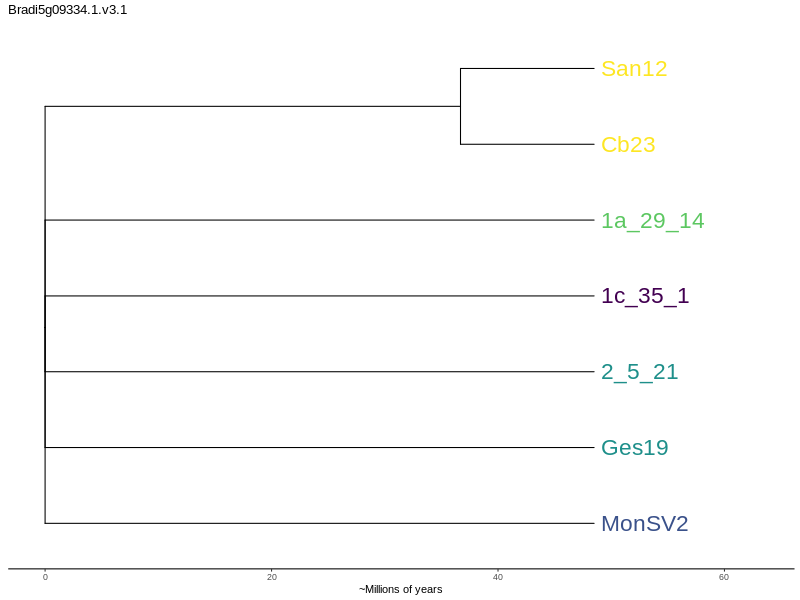 Bradi5g09334.1.v3.1
San12
Cb23
1a_29_14
1c_35_1
2_5_21
Ges19
MonSV2
0 20 40 60
~Millions of years